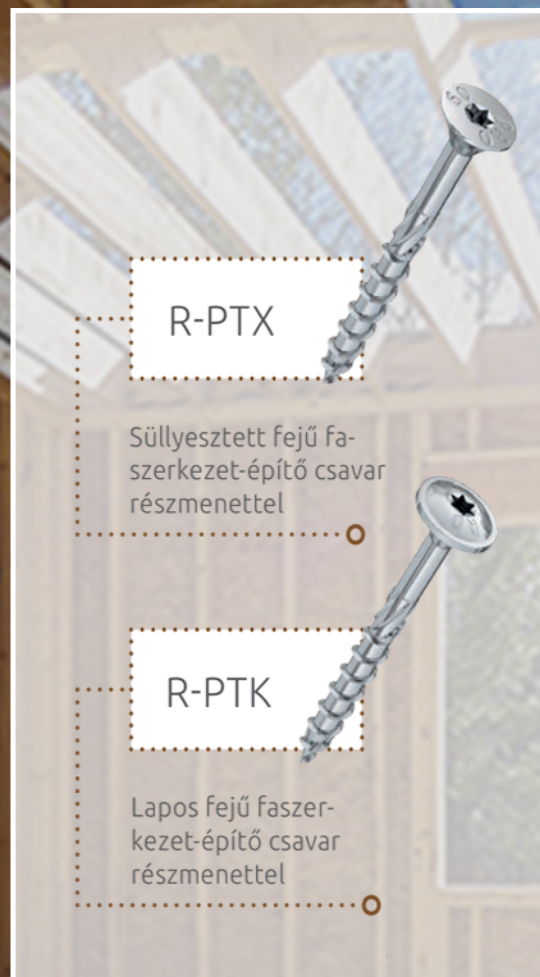 R-PTX
Süllyesztett fejű fa-
szerkezet-építő csavar
részmenettel
R-PTK
Lapos fejű faszer-
kezet-építő csavar
részmenettel